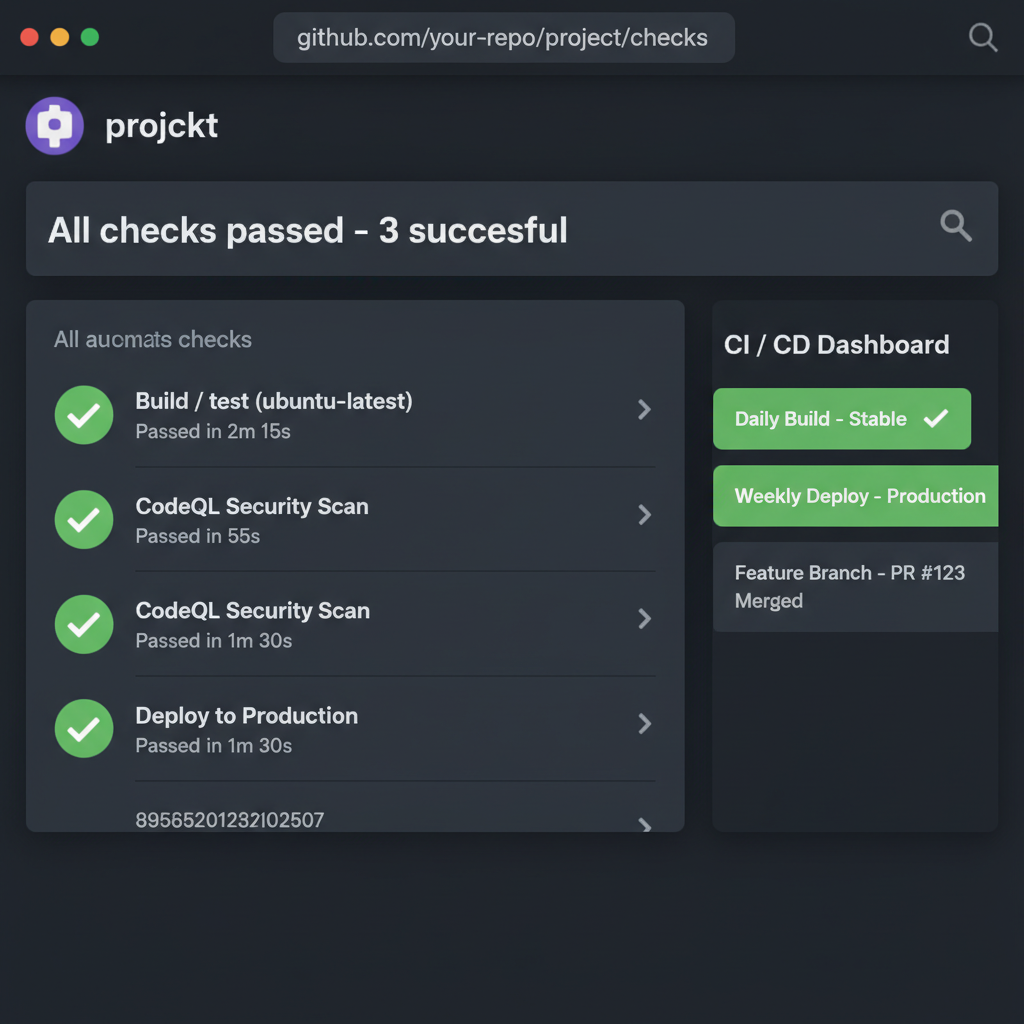 github.com/your-repo/project/checks
projckt
All checks passed - 3 succesful
All aucmats checks
Build / test (ubuntu-latest)
Passed in 2m 15s
CodeQL Security Scan
Passed in 55s
CodeQL Security Scan
Passed in 1m 30s
Deploy to Production
Passed in 1m 30s
89565201232102507
CI / CD Dashboard
Daily Build - Stable
Weekly Deploy - Production
Feature Branch - PR #123
Merged